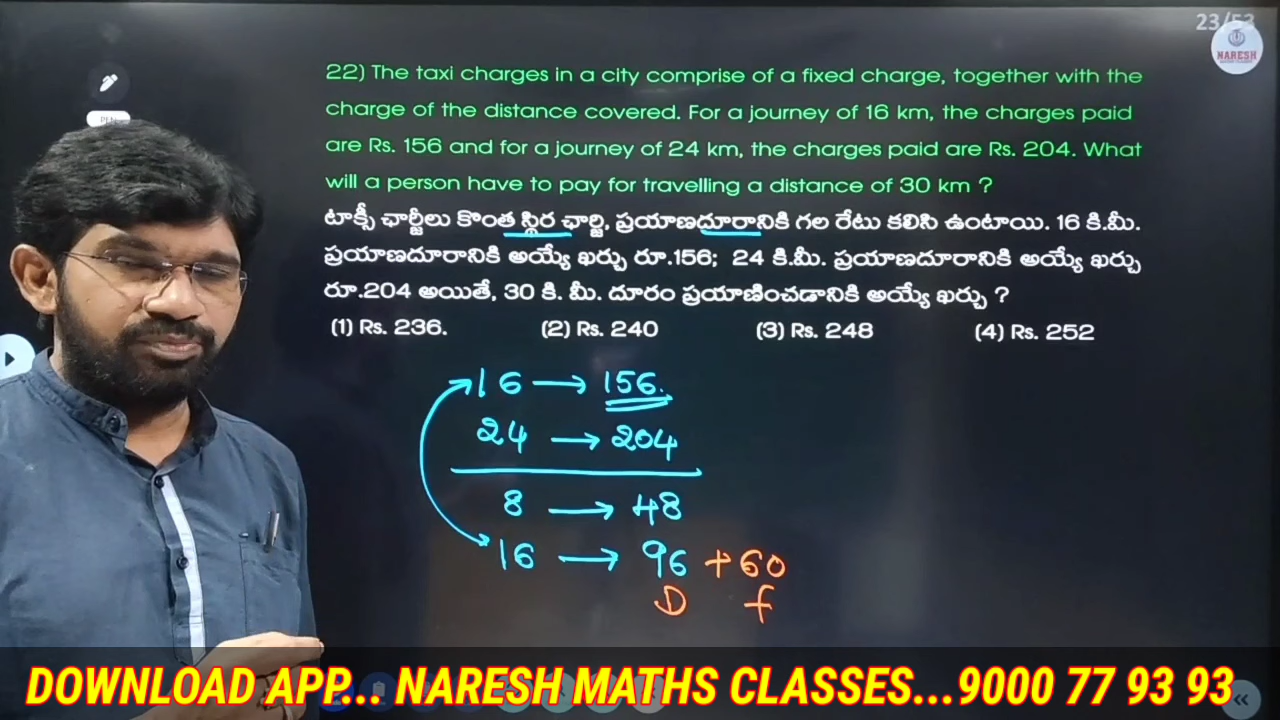 23/53
NARESH
PEN
22) The taxi charges in a city comprise of a fixed charge, together with the
charge of the distance covered. For a journey of 16 km, the charges paid
are Rs. 156 and for a journey of 24 km, the charges paid are Rs. 204. What
will a person have to pay for travelling a distance of 30 km ?
టాక్సీ ఛార్జీలు కొంత స్థిర ఛార్జి, ప్రయాణదూరానికి గల రేటు కలిసి ఉంటాయి. 16 కి.మీ.
ప్రయాణదూరానికి అయ్యే ఖర్చు రూ.156; 24 కి.మీ. ప్రయాణదూరానికి అయ్యే ఖర్చు
రూ.204 అయితే, 30 కి. మీ. దూరం ప్రయాణించడానికి అయ్యే ఖర్చు ?
(1) Rs. 236. (2) Rs. 240 (3) Rs. 248 (4) Rs. 252
16 → 156.
24 → 204
8 → 48
16 → 96 + 60
D f
DOWNLOAD APP... NARESH MATHS CLASSES...9000 77 93 93